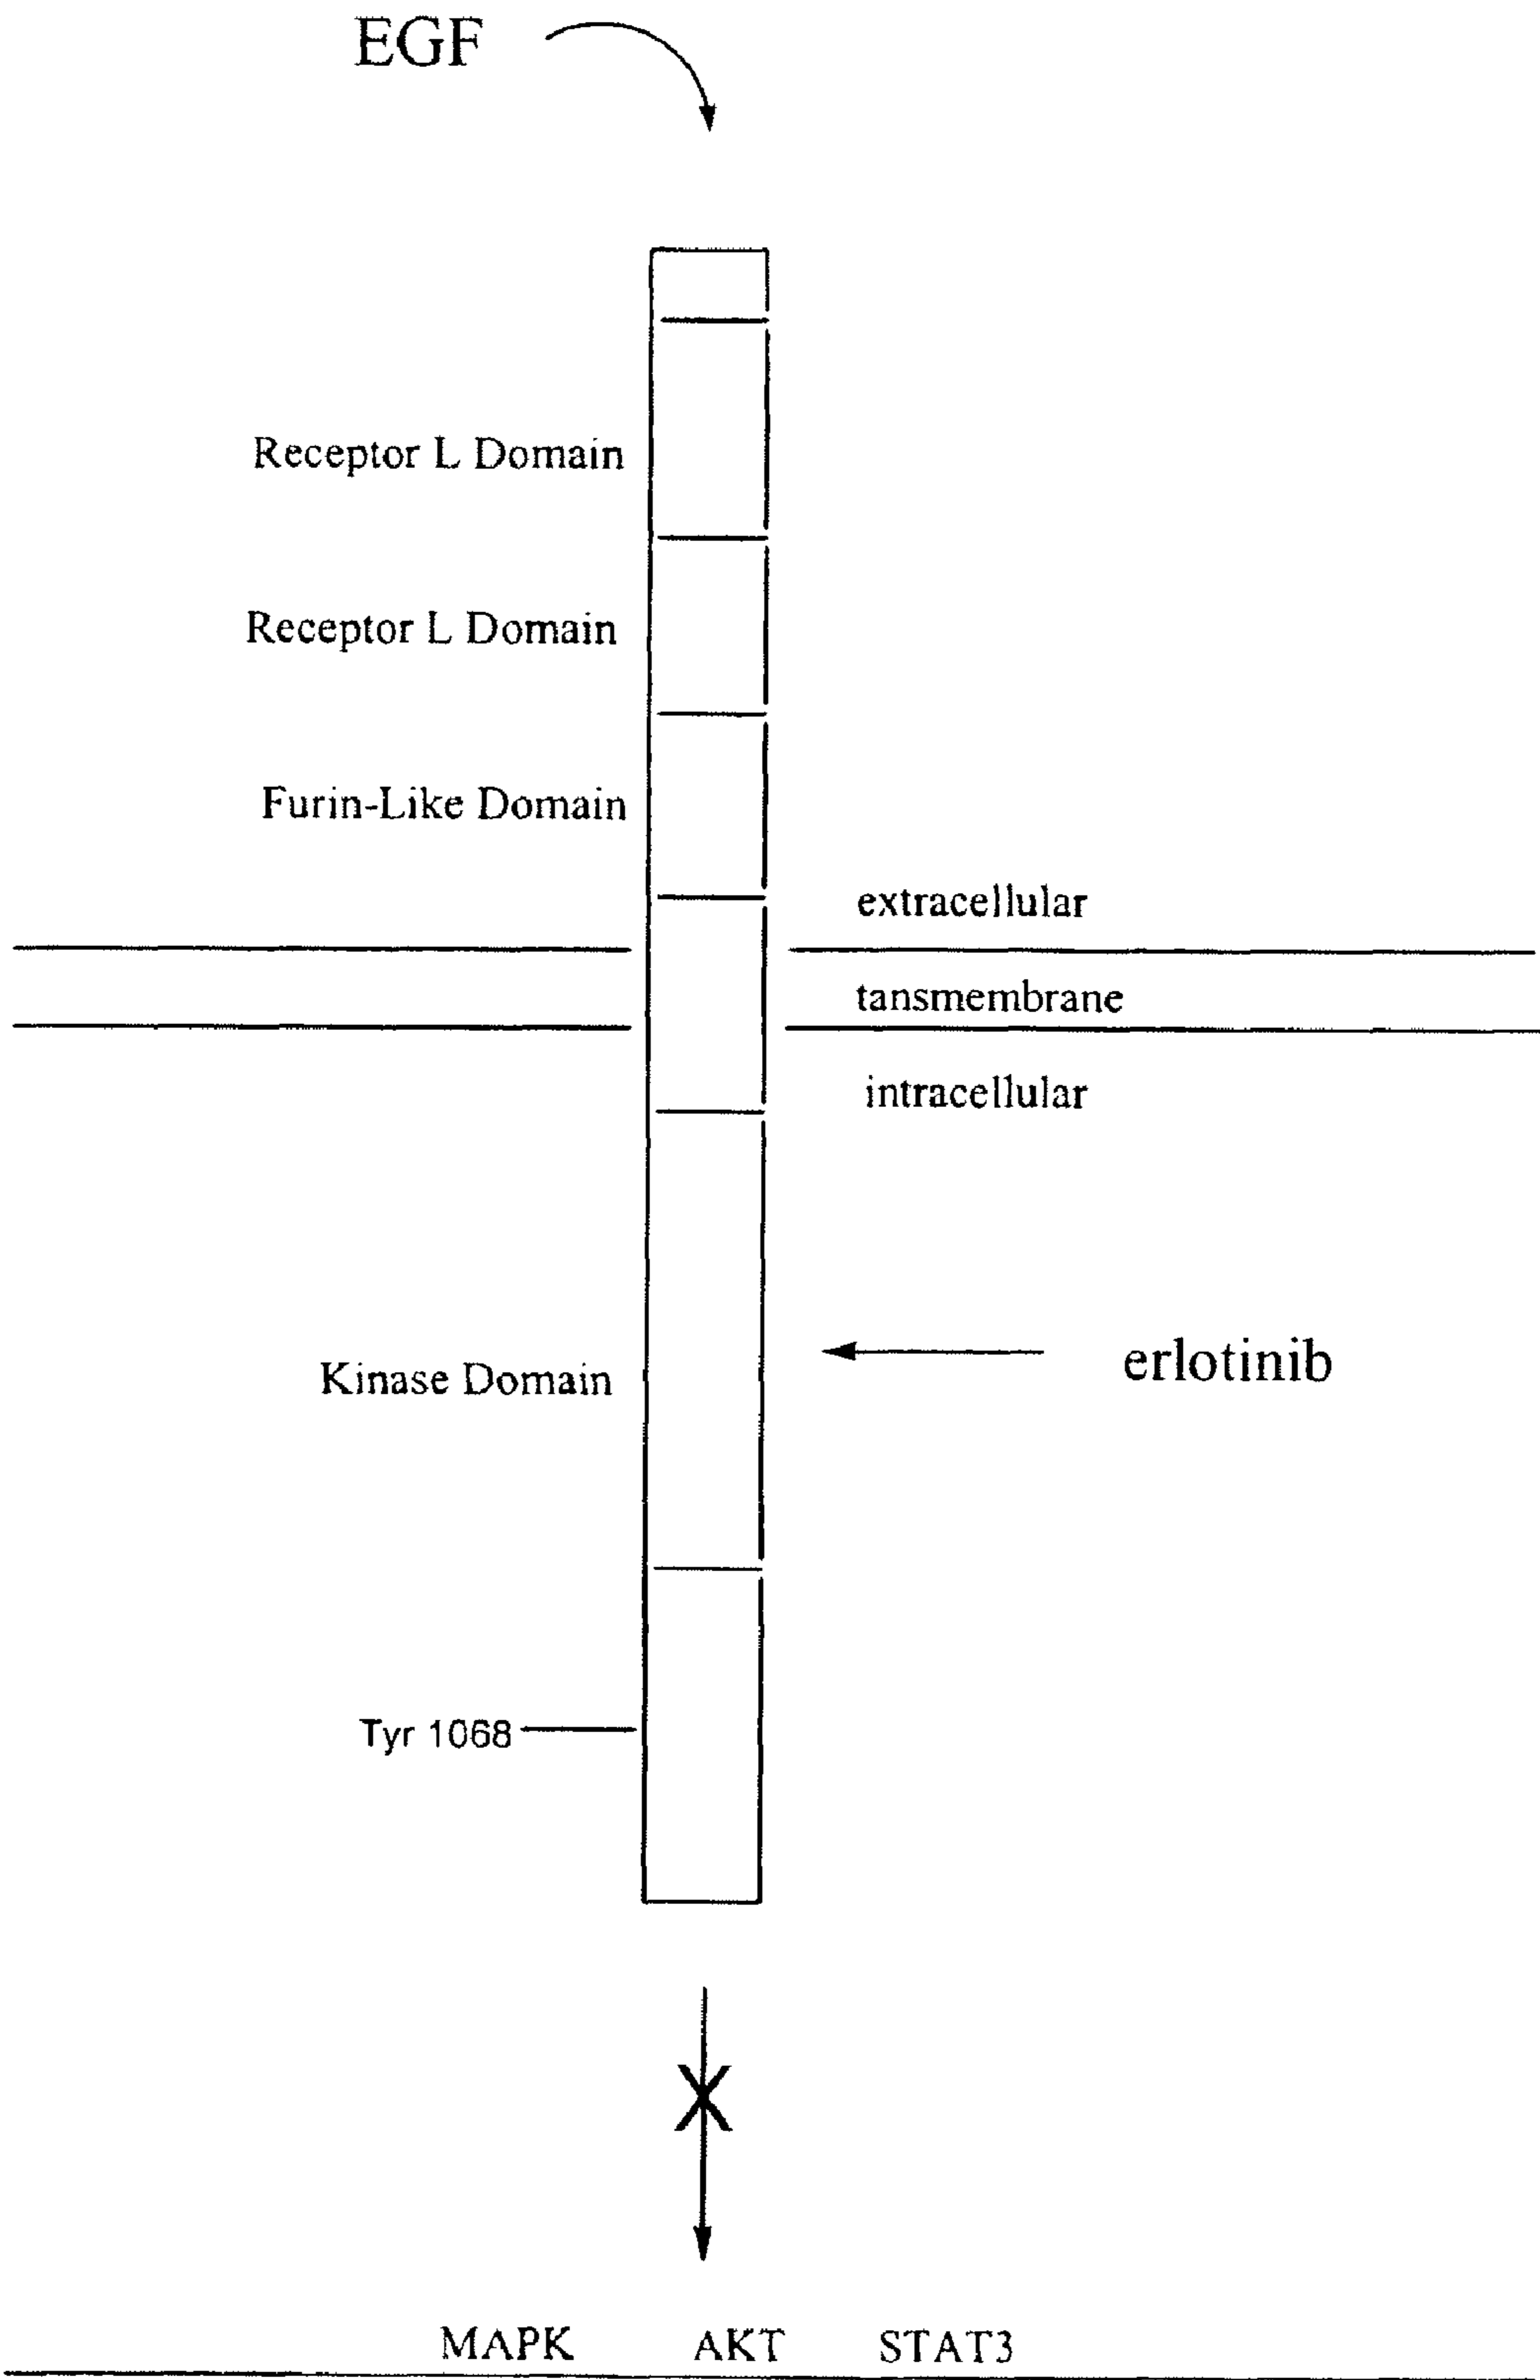 EGF
Receptor L Domain
Receptor L Domain
Furin-Like Domain
extracellular
tansmembrane
intracellular
erlotinib
Kinase Domain
Tyr 1068
X
MAPK AKT STAT3